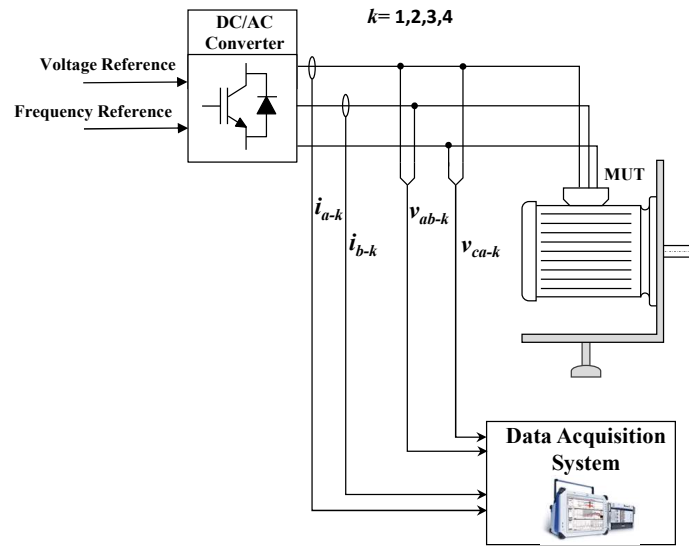 k= 1,2,3,4
DC/AC
Converter
Voltage Reference
Frequency Reference
MUT
i a-k
i b-k
v ab-k
v ca-k
Data Acquisition
System